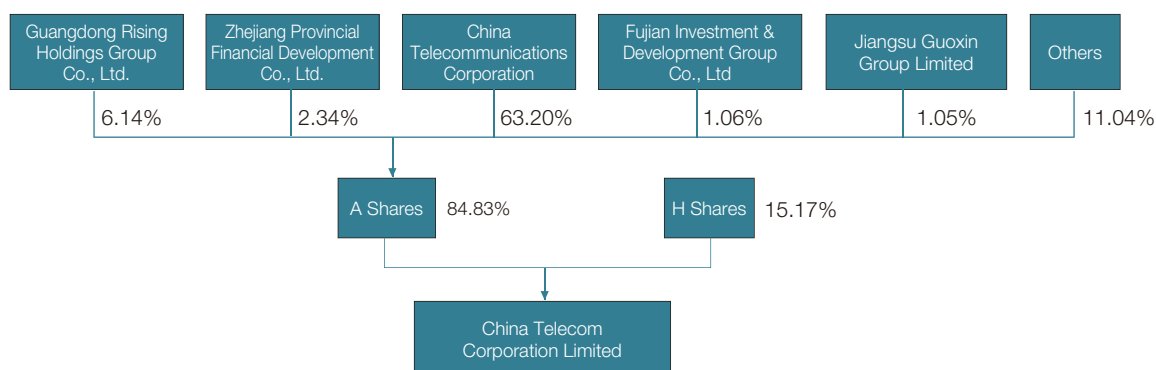 Guangdong Rising
Holdings Group
Co., Ltd.
Zhejiang Provincial
Financial Development
Co., Ltd.
China
Telecommunications
Corporation
Fujian Investment &
Development Group
Co., Ltd
Jiangsu Guoxin
Group Limited
Others
6.14%
2.34%
63.20%
1.06%
1.05%
11.04%
A Shares
84.83%
H Shares
15.17%
China Telecom
Corporation Limited